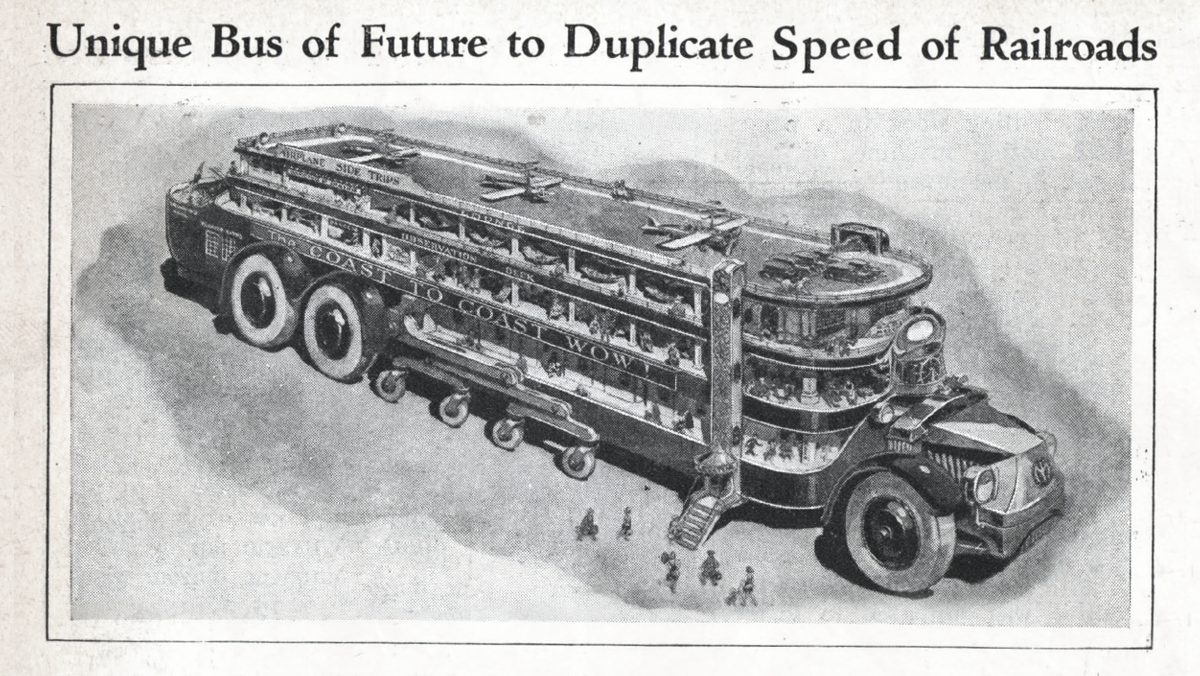 Unique Bus of Future to Duplicate Speed of Railroads
AIRPLANE SIDE TRIPS
LOUNGE
OBSERVATION DECK
THE COAST TO COAST WOW!